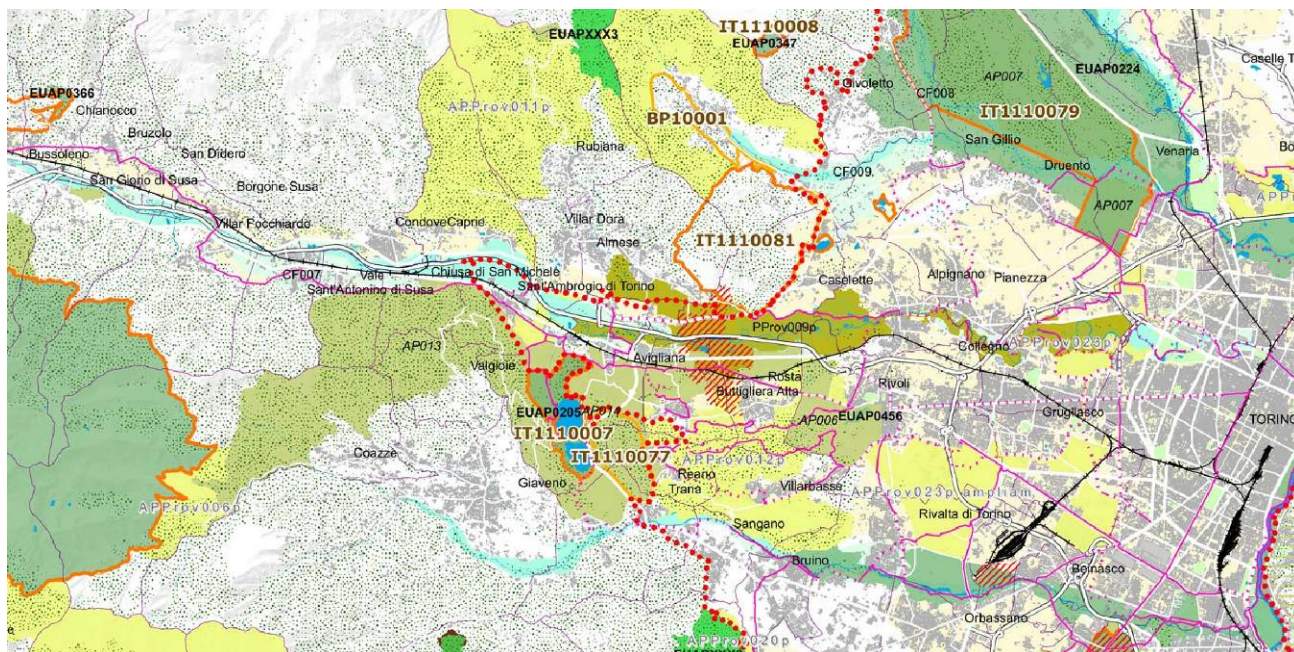 EUAPXXX3
IT1110008
EUAP0347
AP007
EUAP0224
Caselle T
EUAP0366
Chianocco
APProv011p
Givoletto
CF008
IT1110079
BP10001
Bruzolo
Rubiana
San Gillio
Venaria
Bussoleno
San Didero
Druento
San Giorio di Susa
Borgone Susa
CF009
AP007
Villar Focchiardo
Condove
Caprie
Villar Dora
Almese
IT1110081
CF007
Vaie
Chiusa di San Michele
Caselette
Alpignano
Pianezza
Sant'Antonino di Susa
Sant'Ambrogio di Torino
PProv009p
AP013
Collegno
APProv023p
Valgioie
Avigliana
Rosta
Rivoli
Buttigliera Alta
EUAP0205
AP014
AP006
EUAP0456
Grugliasco
TORINO
IT1110007
IT1110077
Coazze
APProv012p
Giaveno
Reano
Trana
Villarbasse
APProv023p ampliam
APProv006p
Rivalta di Torino
Sangano
Bruino
Beinasco
Orbassano
APProv020p